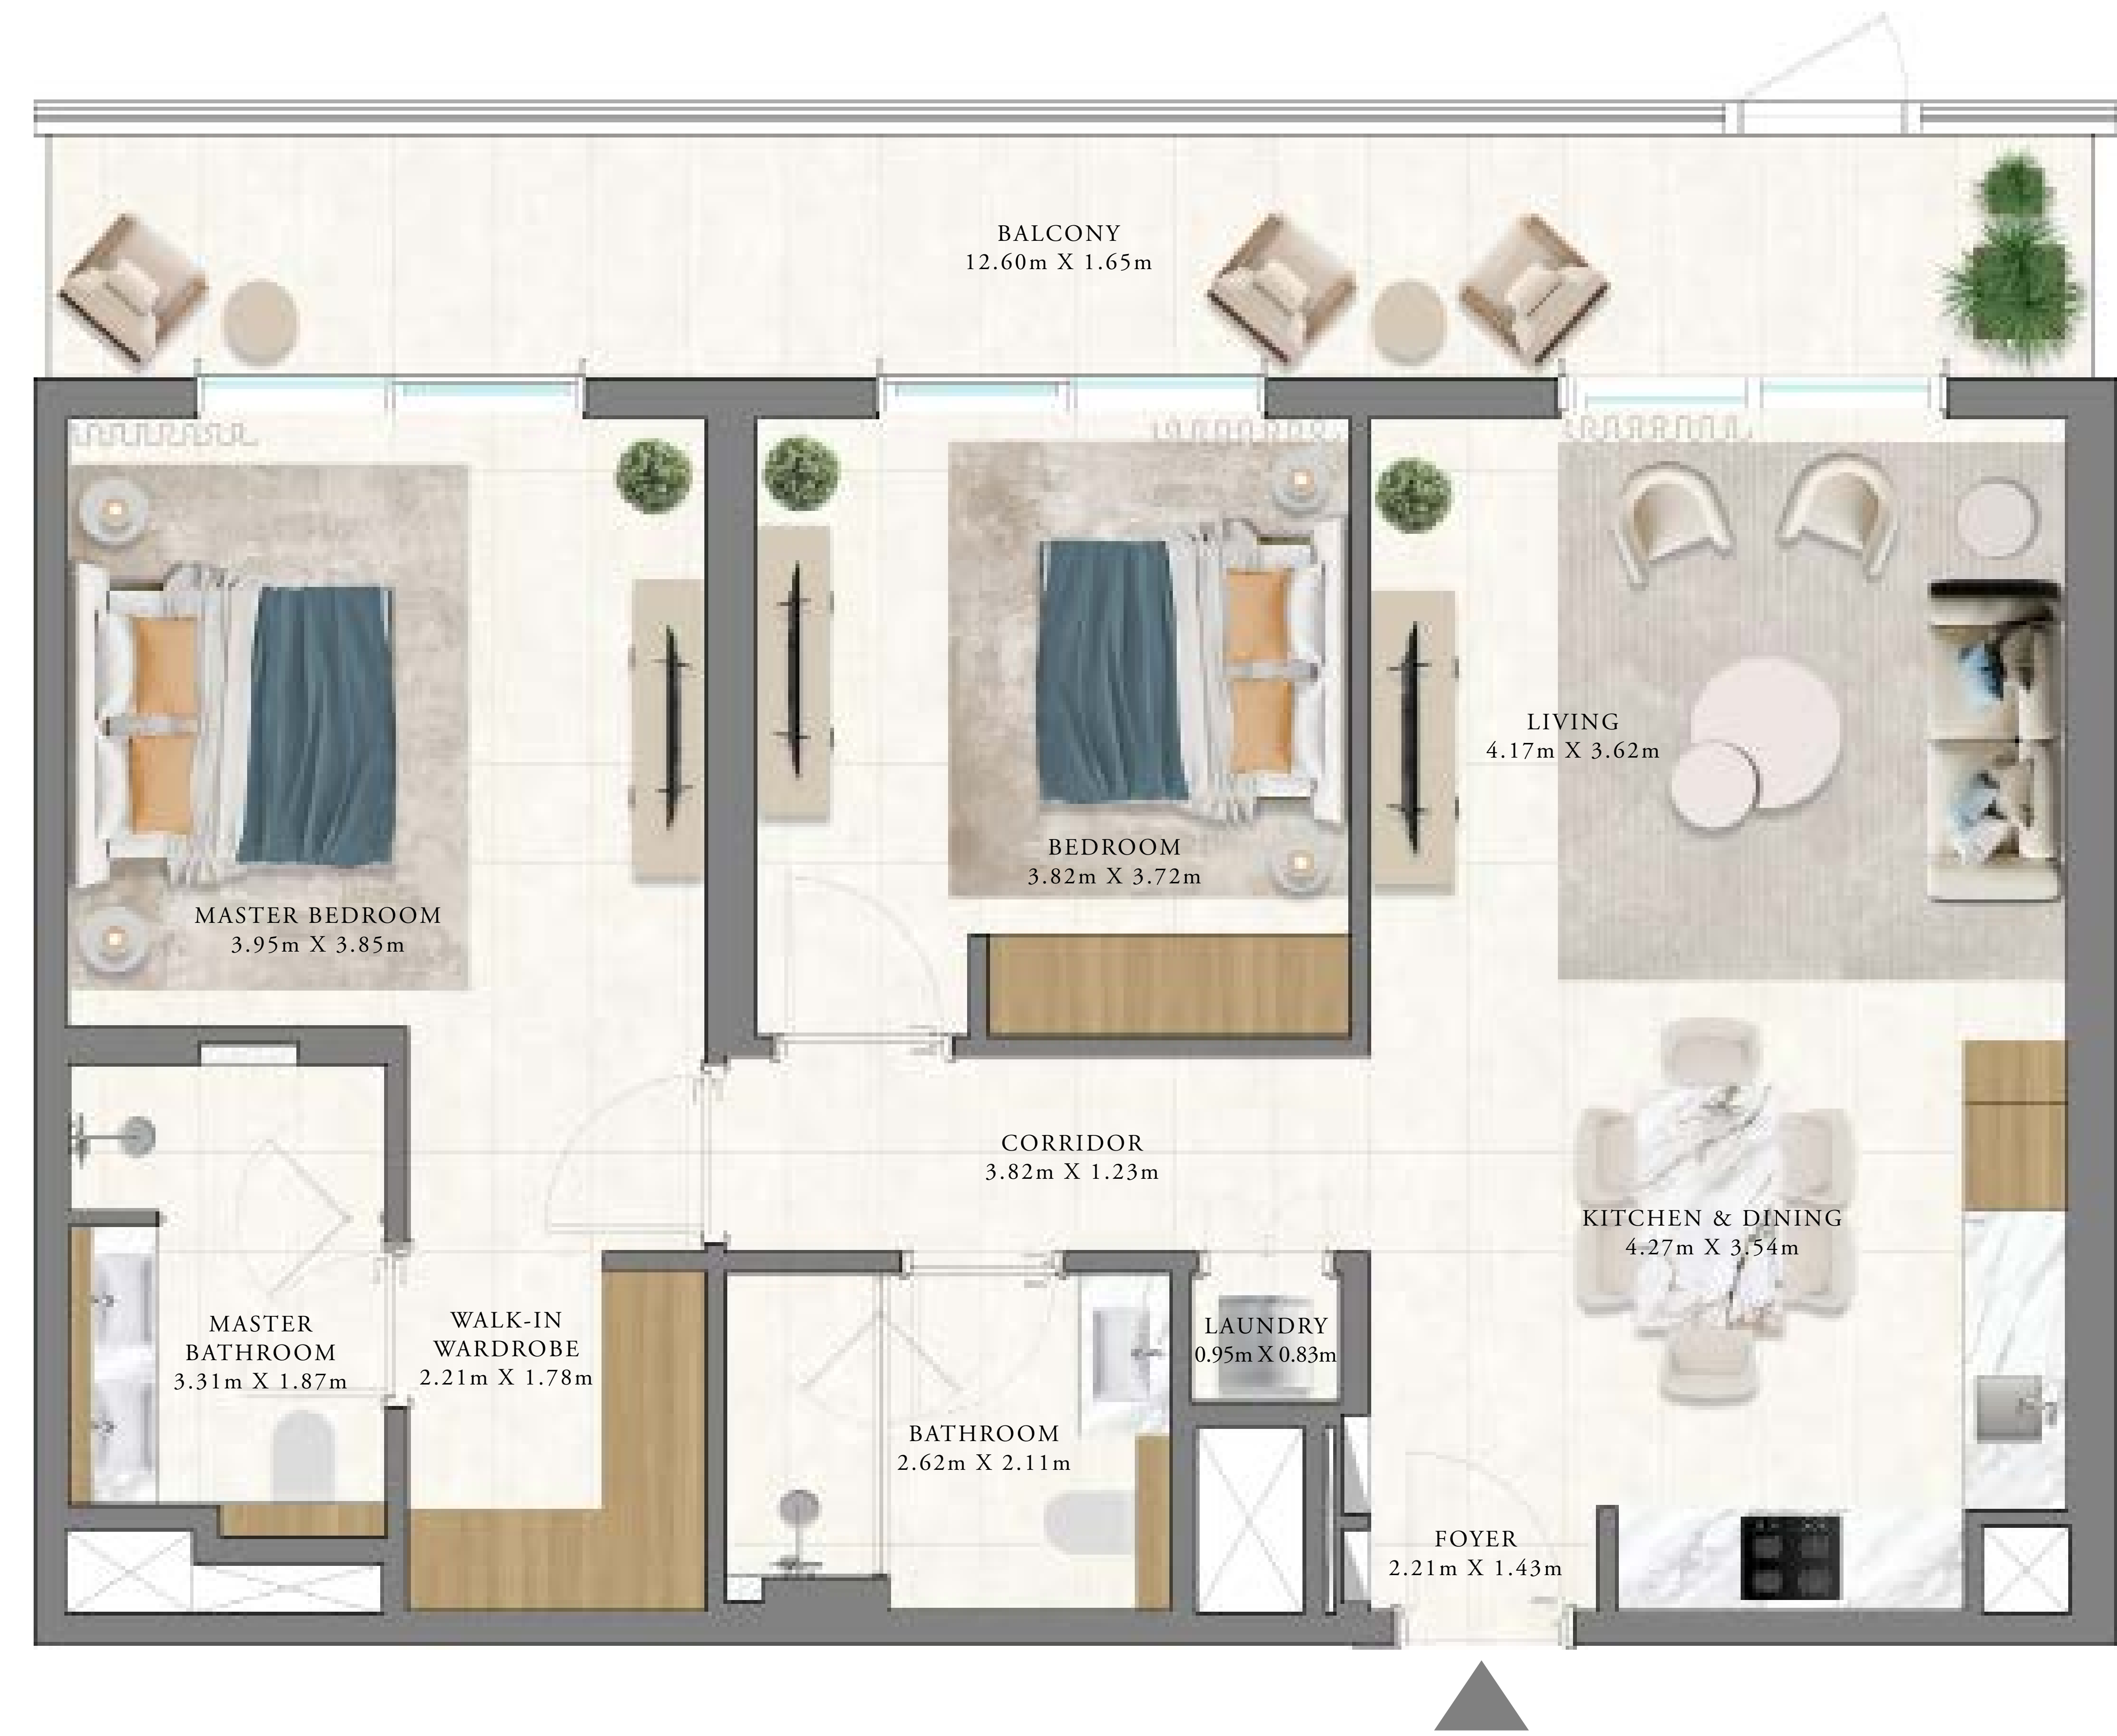 BALCONY
12.60m X 1.65m
LIVING
4.17m X 3.62m
BEDROOM
3.82m X 3.72m
MASTER BEDROOM
3.95m X 3.85m
CORRIDOR
3.82m X 1.23m
KITCHEN & DINING
4.27m X 3.54m
MASTER
BATHROOM
3.31m X 1.87m
WALK-IN
WARDROBE
2.21m X 1.78m
LAUNDRY
0.95m X 0.83m
BATHROOM
2.62m X 2.11m
FOYER
2.21m X 1.43m